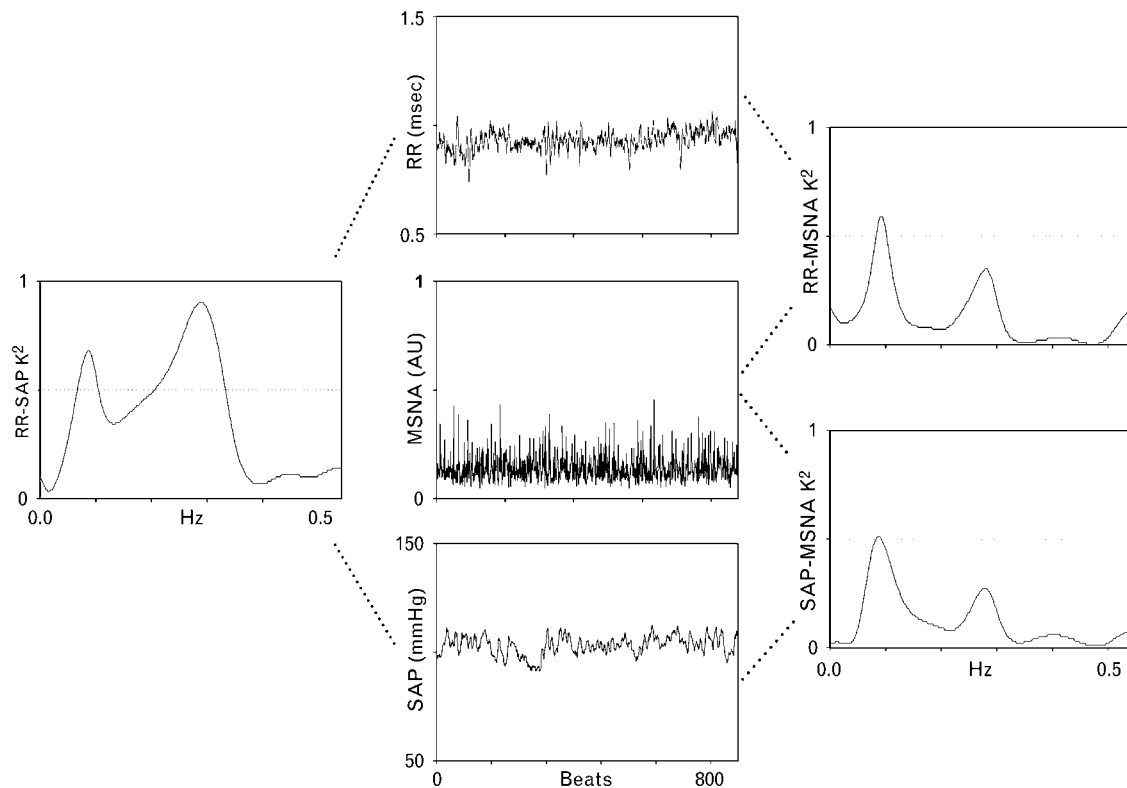 1
RR-SAP K²
0
0.0
Hz
0.5
1.5
RR (msec)
0.5
1
MSNA (AU)
0
150
SAP (mmHg)
50
0
Beats
800
1
RR-MSNA K²
0
1
SAP-MSNA K²
0
0.0
Hz
0.5